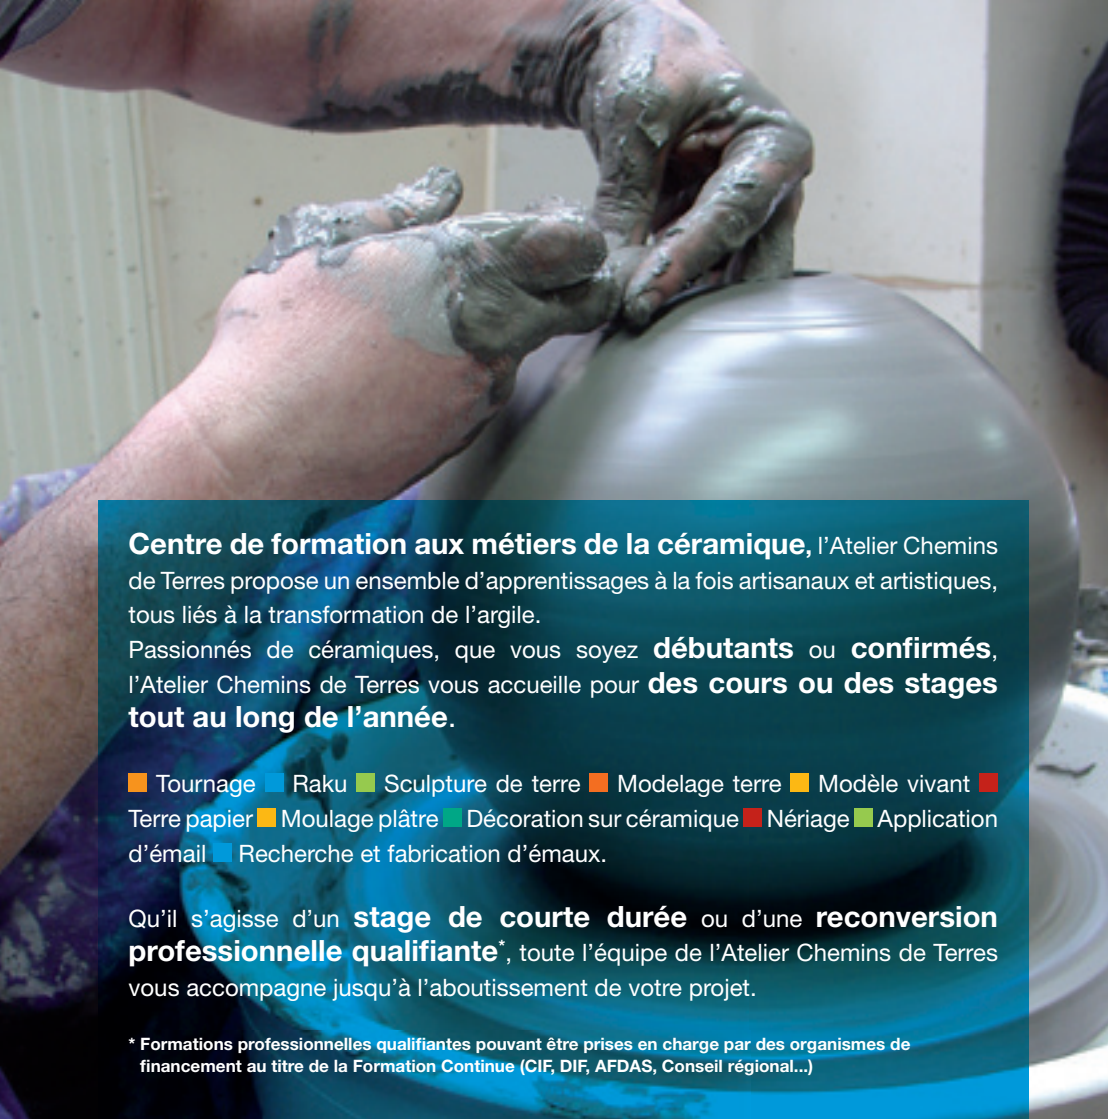 Centre de formation aux métiers de la céramique, l'Atelier Chemins
de Terres propose un ensemble d'apprentissages à la fois artisanaux et artistiques,
tous liés à la transformation de l'argile.
Passionnés de céramiques, que vous soyez débutants ou confirmés,
l'Atelier Chemins de Terres vous accueille pour des cours ou des stages
tout au long de l'année.
Tournage Raku Sculpture de terre Modelage terre Modèle vivant
Terre papier Moulage plâtre Décoration sur céramique Nériage Application
d'émail Recherche et fabrication d'émaux.
Qu'il s'agisse d'un stage de courte durée ou d'une reconversion
professionnelle qualifiante*, toute l'équipe de l'Atelier Chemins de Terres
vous accompagne jusqu'à l'aboutissement de votre projet.
* Formations professionnelles qualifiantes pouvant être prises en charge par des organismes de
financement au titre de la Formation Continue (CIF, DIF, AFDAS, Conseil régional...)